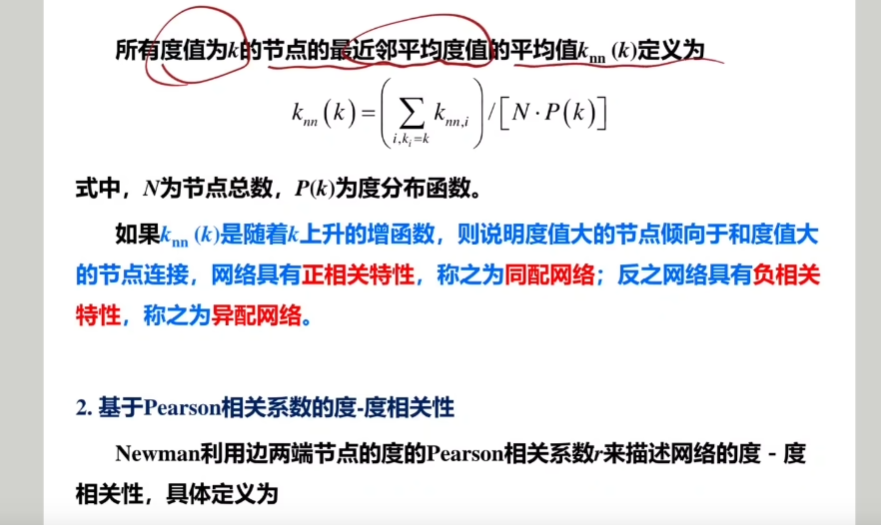 所有度值为k的节点的最近邻平均度值的平均值k_nn (k)定义为
k_nn (k) = ( ∑_{i,k_i=k} k_{nn,i} ) / [N · P(k)]
式中，N为节点总数，P(k)为度分布函数。
如果k_nn (k)是随着k上升的增函数，则说明度值大的节点倾向于和度值大
的节点连接，网络具有正相关特性，称之为同配网络；反之网络具有负相关
特性，称之为异配网络。
2. 基于Pearson相关系数的度-度相关性
Newman利用边两端节点的度的Pearson相关系数r来描述网络的度－度
相关性，具体定义为